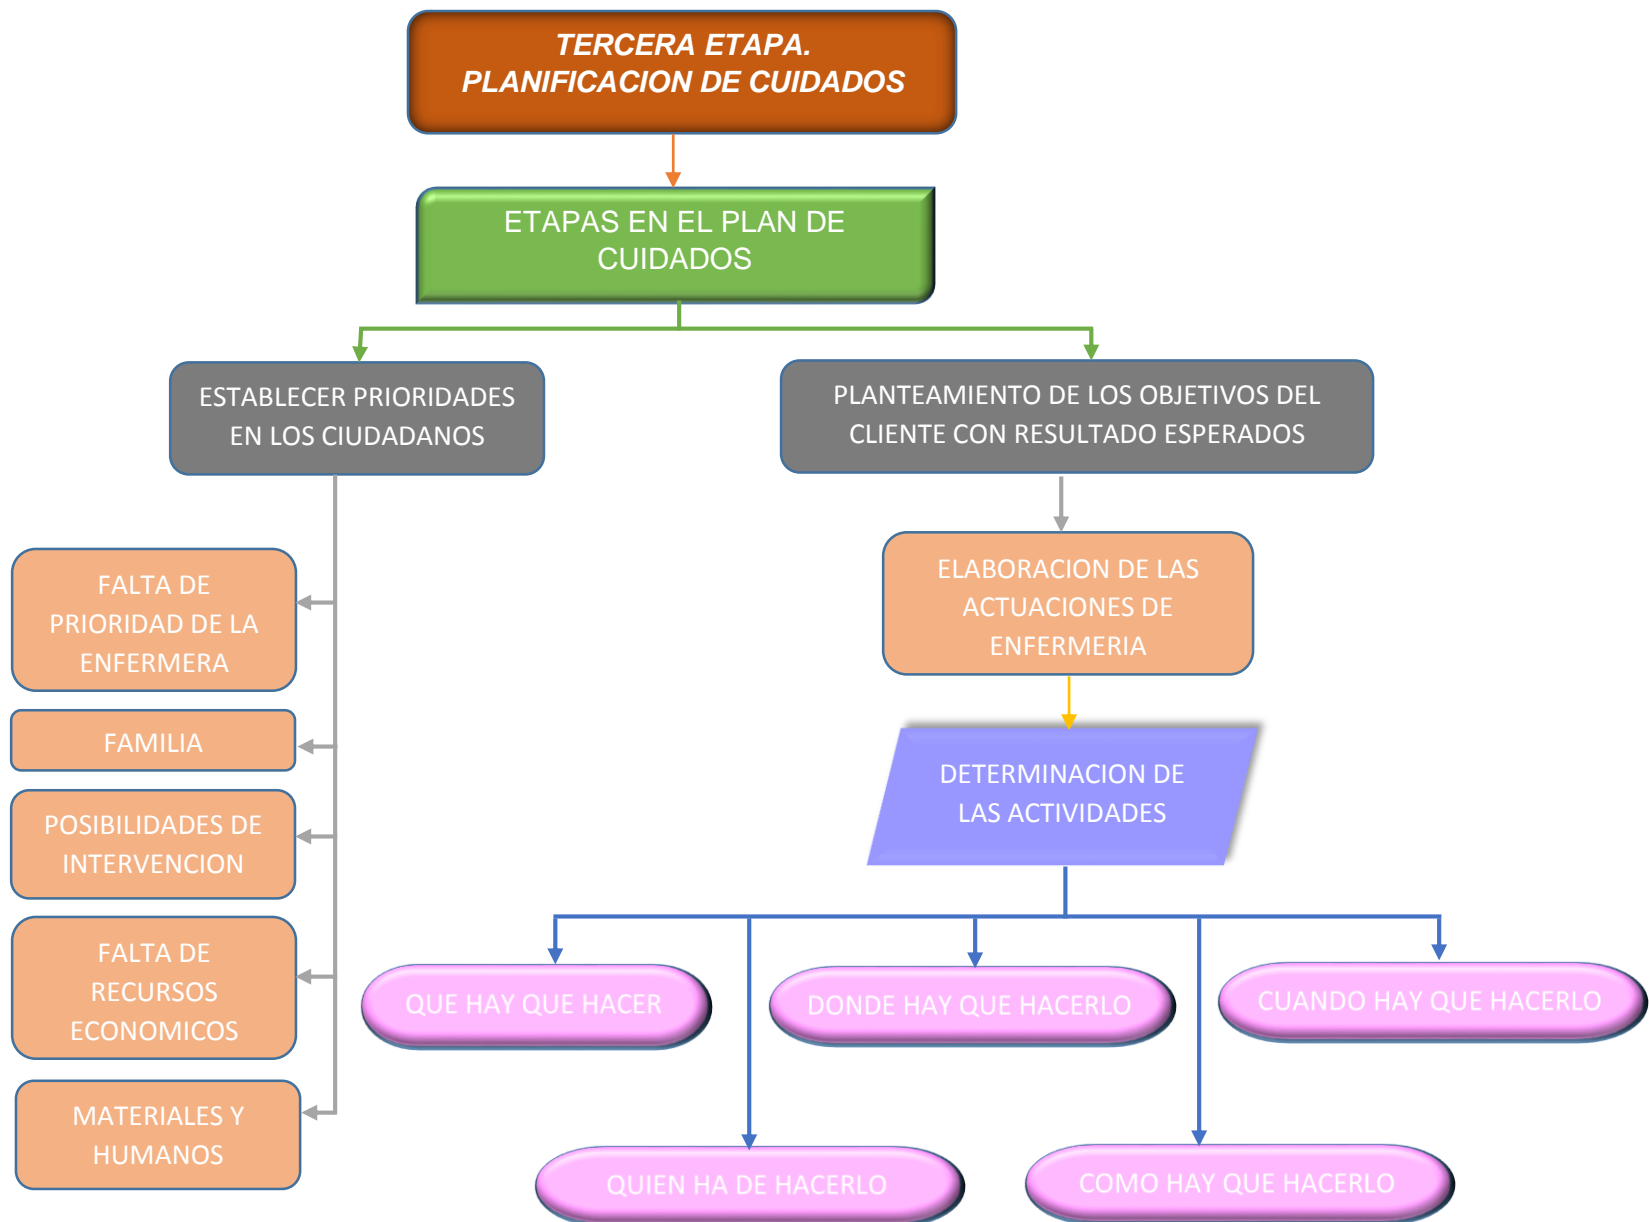 TERCERA ETAPA.
PLANIFICACION DE CUIDADOS
ETAPAS EN EL PLAN DE
CUIDADOS
ESTABLECER PRIORIDADES
EN LOS CIUDADANOS
PLANTEAMIENTO DE LOS OBJETIVOS DEL
CLIENTE CON RESULTADO ESPERADOS
FALTA DE
PRIORIDAD DE LA
ENFERMERA
FAMILIA
POSIBILIDADES DE
INTERVENCION
FALTA DE
RECURSOS
ECONOMICOS
MATERIALES Y
HUMANOS
ELABORACION DE LAS
ACTUACIONES DE
ENFERMERIA
DETERMINACION DE
LAS ACTIVIDADES
QUE HAY QUE HACER
DONDE HAY QUE HACERLO
CUANDO HAY QUE HACERLO
QUIEN HA DE HACERLO
COMO HAY QUE HACERLO